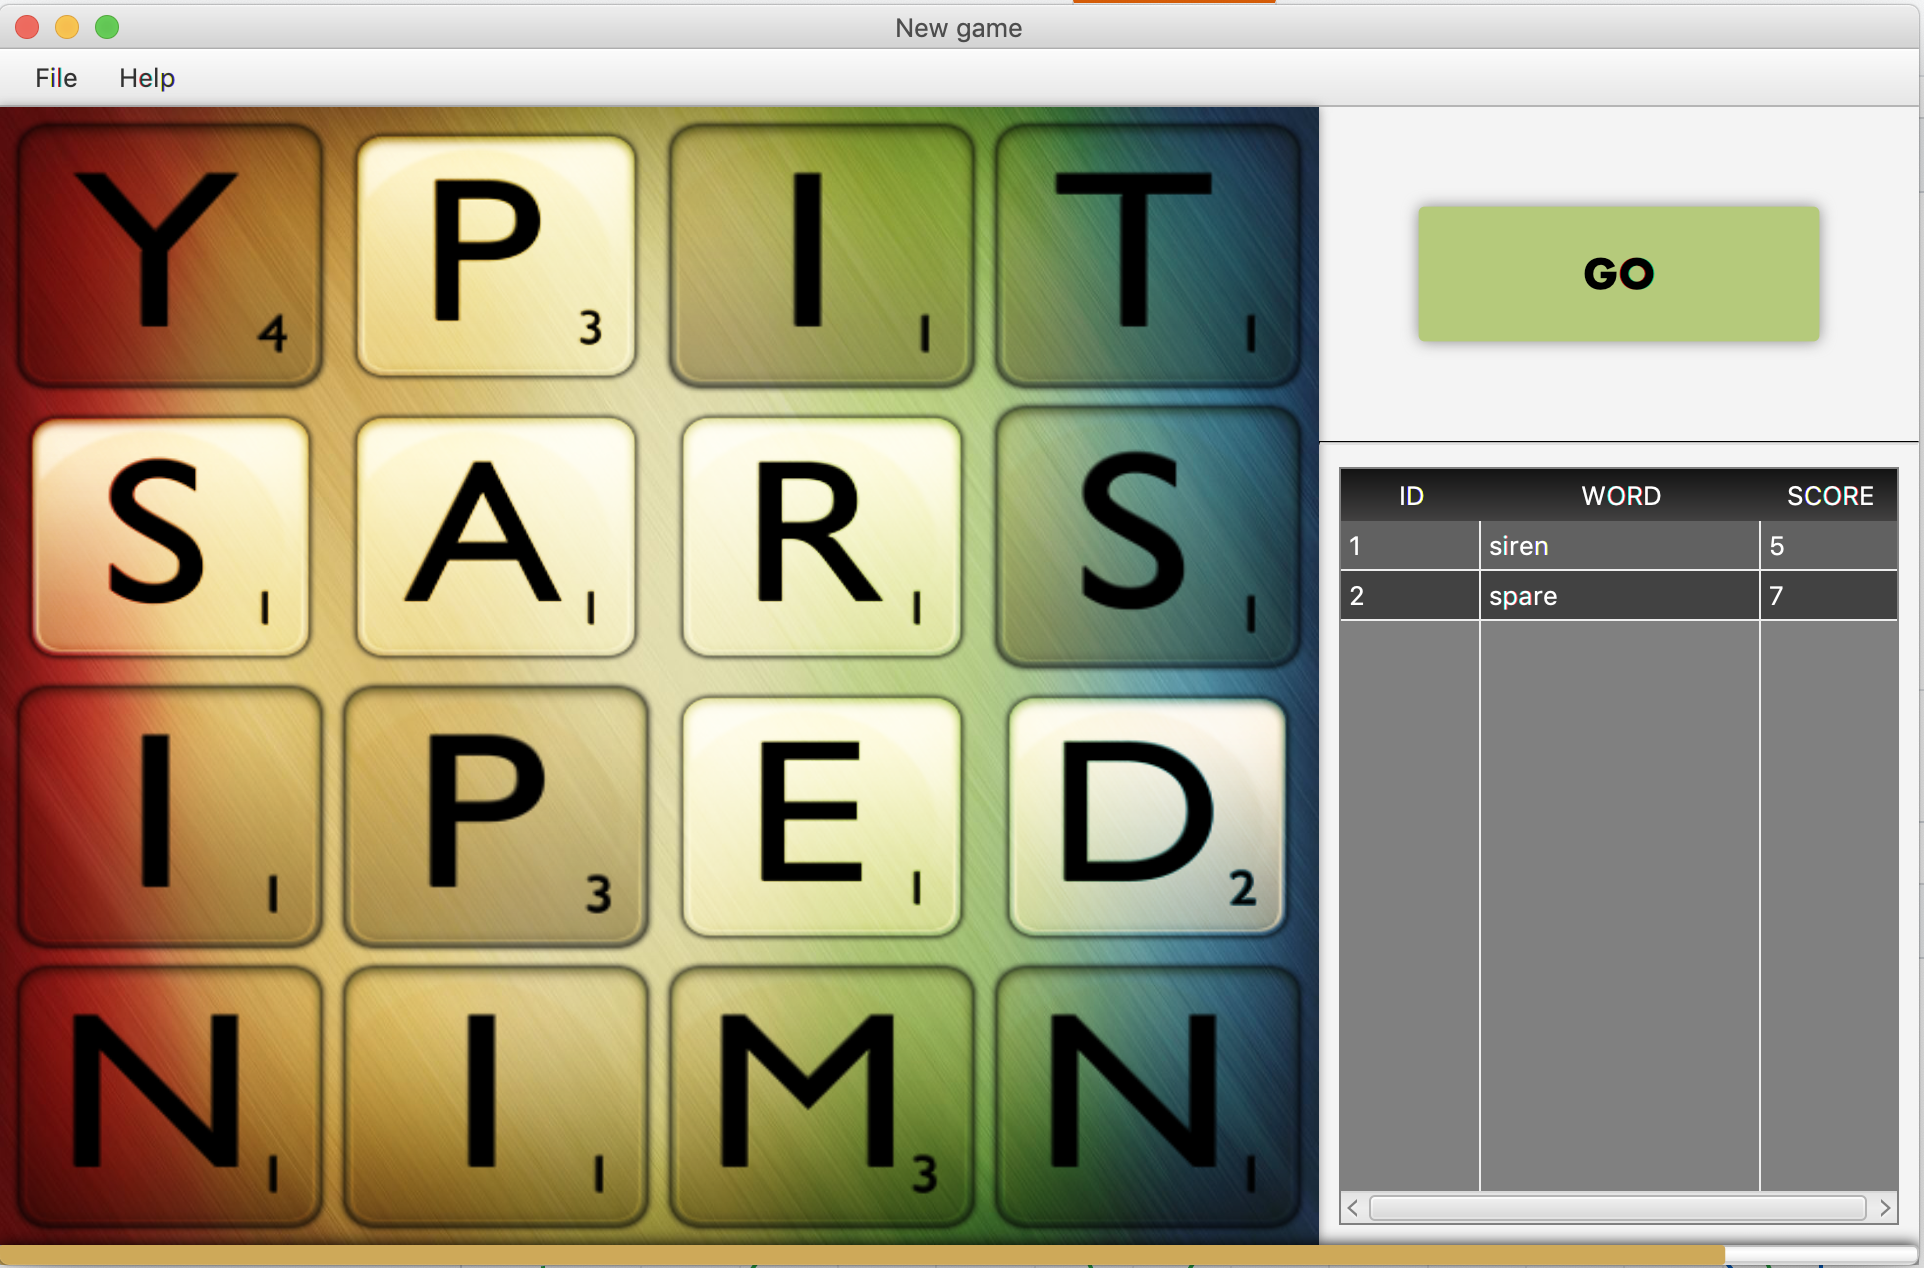 New game
File Help
Y 4 P 3 I 1 T 1
S 1 A 1 R 1 S 1
I 1 P 3 E 1 D 2
N 1 I 1 M 3 N 1
GO
ID WORD SCORE
1 siren 5
2 spare 7